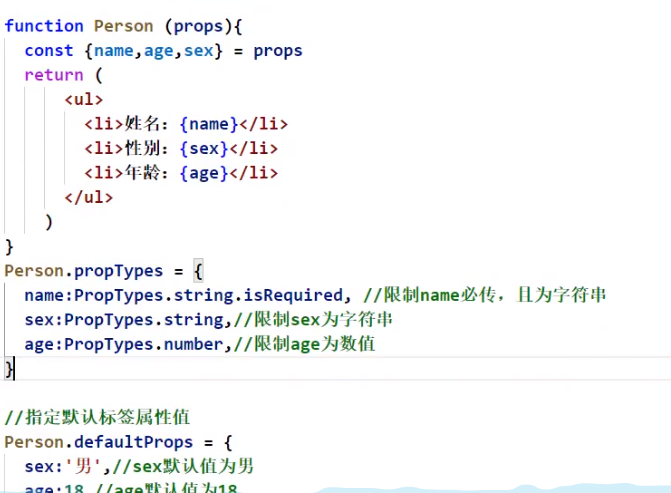 function Person (props){
const {name,age,sex} = props
return (
<ul>
<li>姓名：{name}</li>
<li>性别：{sex}</li>
<li>年龄：{age}</li>
</ul>
)
}
Person.propTypes = {
name:PropTypes.string.isRequired, //限制name必传，且为字符串
sex:PropTypes.string,//限制sex为字符串
age:PropTypes.number,//限制age为数值
}
//指定默认标签属性值
Person.defaultProps = {
sex:'男',//sex默认值为男
age:18 //age默认值为18